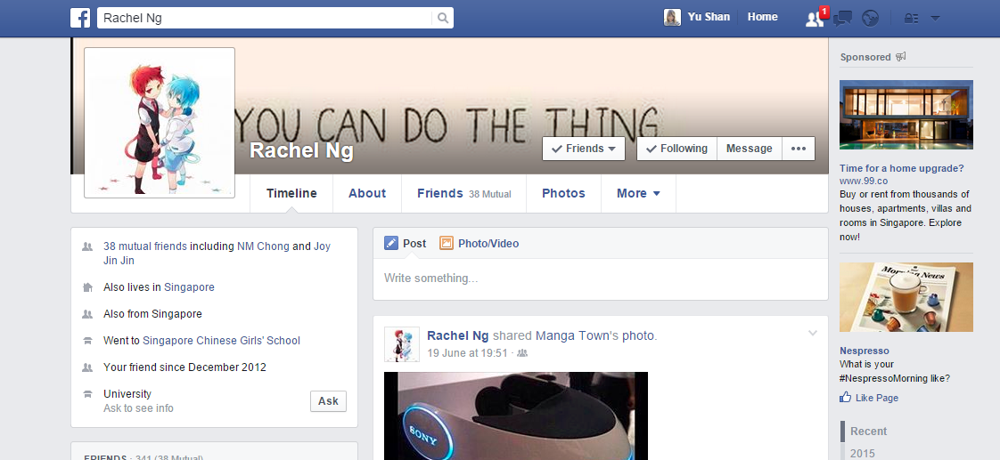 Rachel Ng
Yu Shan
Home
1
YOU CAN DO THE THING
Rachel Ng
Friends
Following
Message
Timeline
About
Friends 38 Mutual
Photos
More
38 mutual friends including NM Chong and Joy
Jin Jin
Also lives in Singapore
Also from Singapore
Went to Singapore Chinese Girls' School
Your friend since December 2012
University
Ask to see info
Ask
FRIENDS · 341 (38 Mutual)
Post
Photo/Video
Write something...
Rachel Ng shared Manga Town's photo.
19 June at 19:51 ·
SONY
Sponsored
Time for a home upgrade?
www.99.co
Buy or rent from thousands of
houses, apartments, villas and
rooms in Singapore. Explore
now!
Morning News
Nespresso
What is your
#NespressoMorning like?
Like Page
Recent
2015